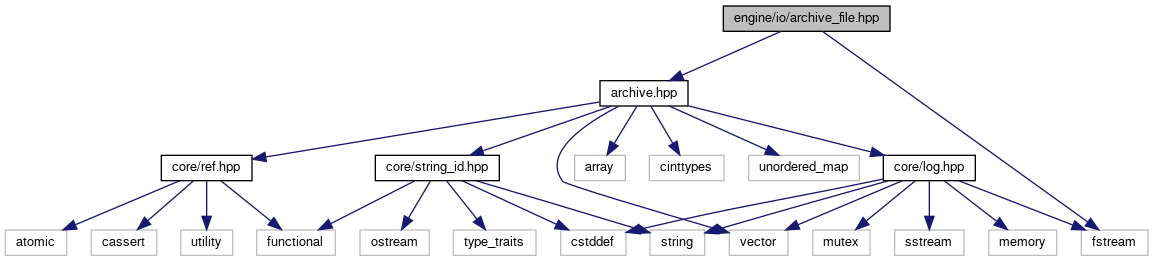 engine/io/archive_file.hpp
archive.hpp
core/ref.hpp
core/string_id.hpp
array
cinttypes
unordered_map
core/log.hpp
atomic
cassert
utility
functional
ostream
type_traits
cstddef
string
vector
mutex
sstream
memory
fstream